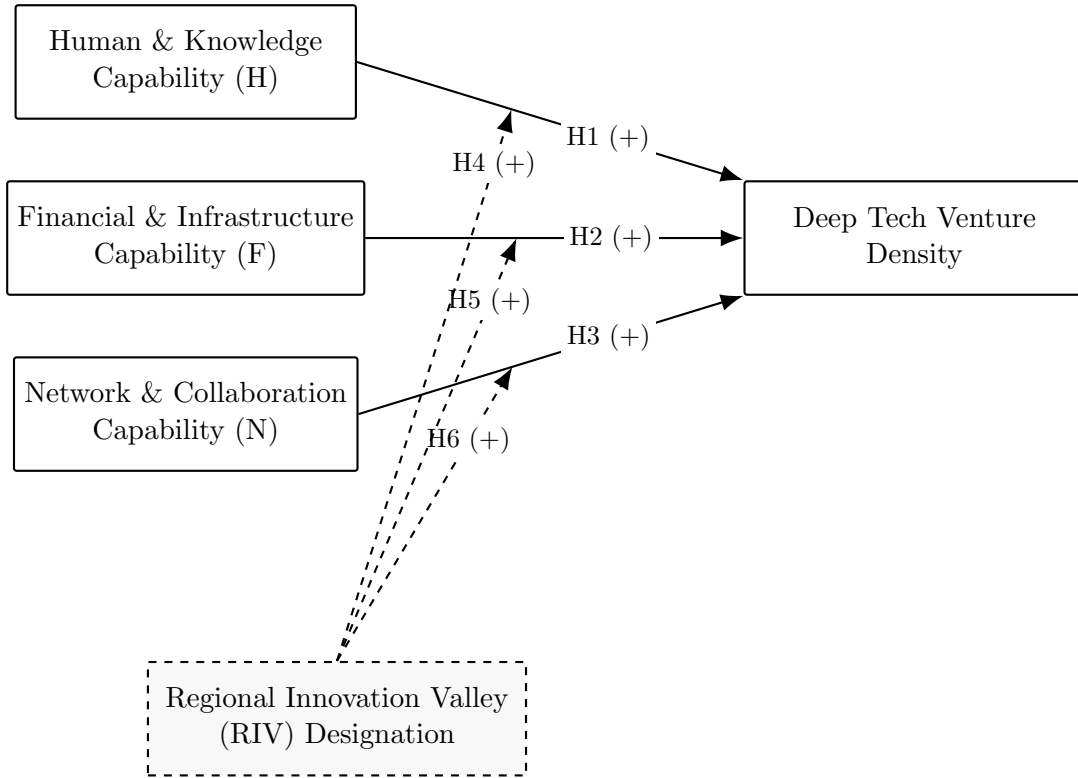 Human & Knowledge
Capability (H)
H1 (+)
H4 (+)
Financial & Infrastructure
Capability (F)
H2 (+)
Deep Tech Venture
Density
H5 (+)
H3 (+)
Network & Collaboration
Capability (N)
H6 (+)
Regional Innovation Valley
(RIV) Designation